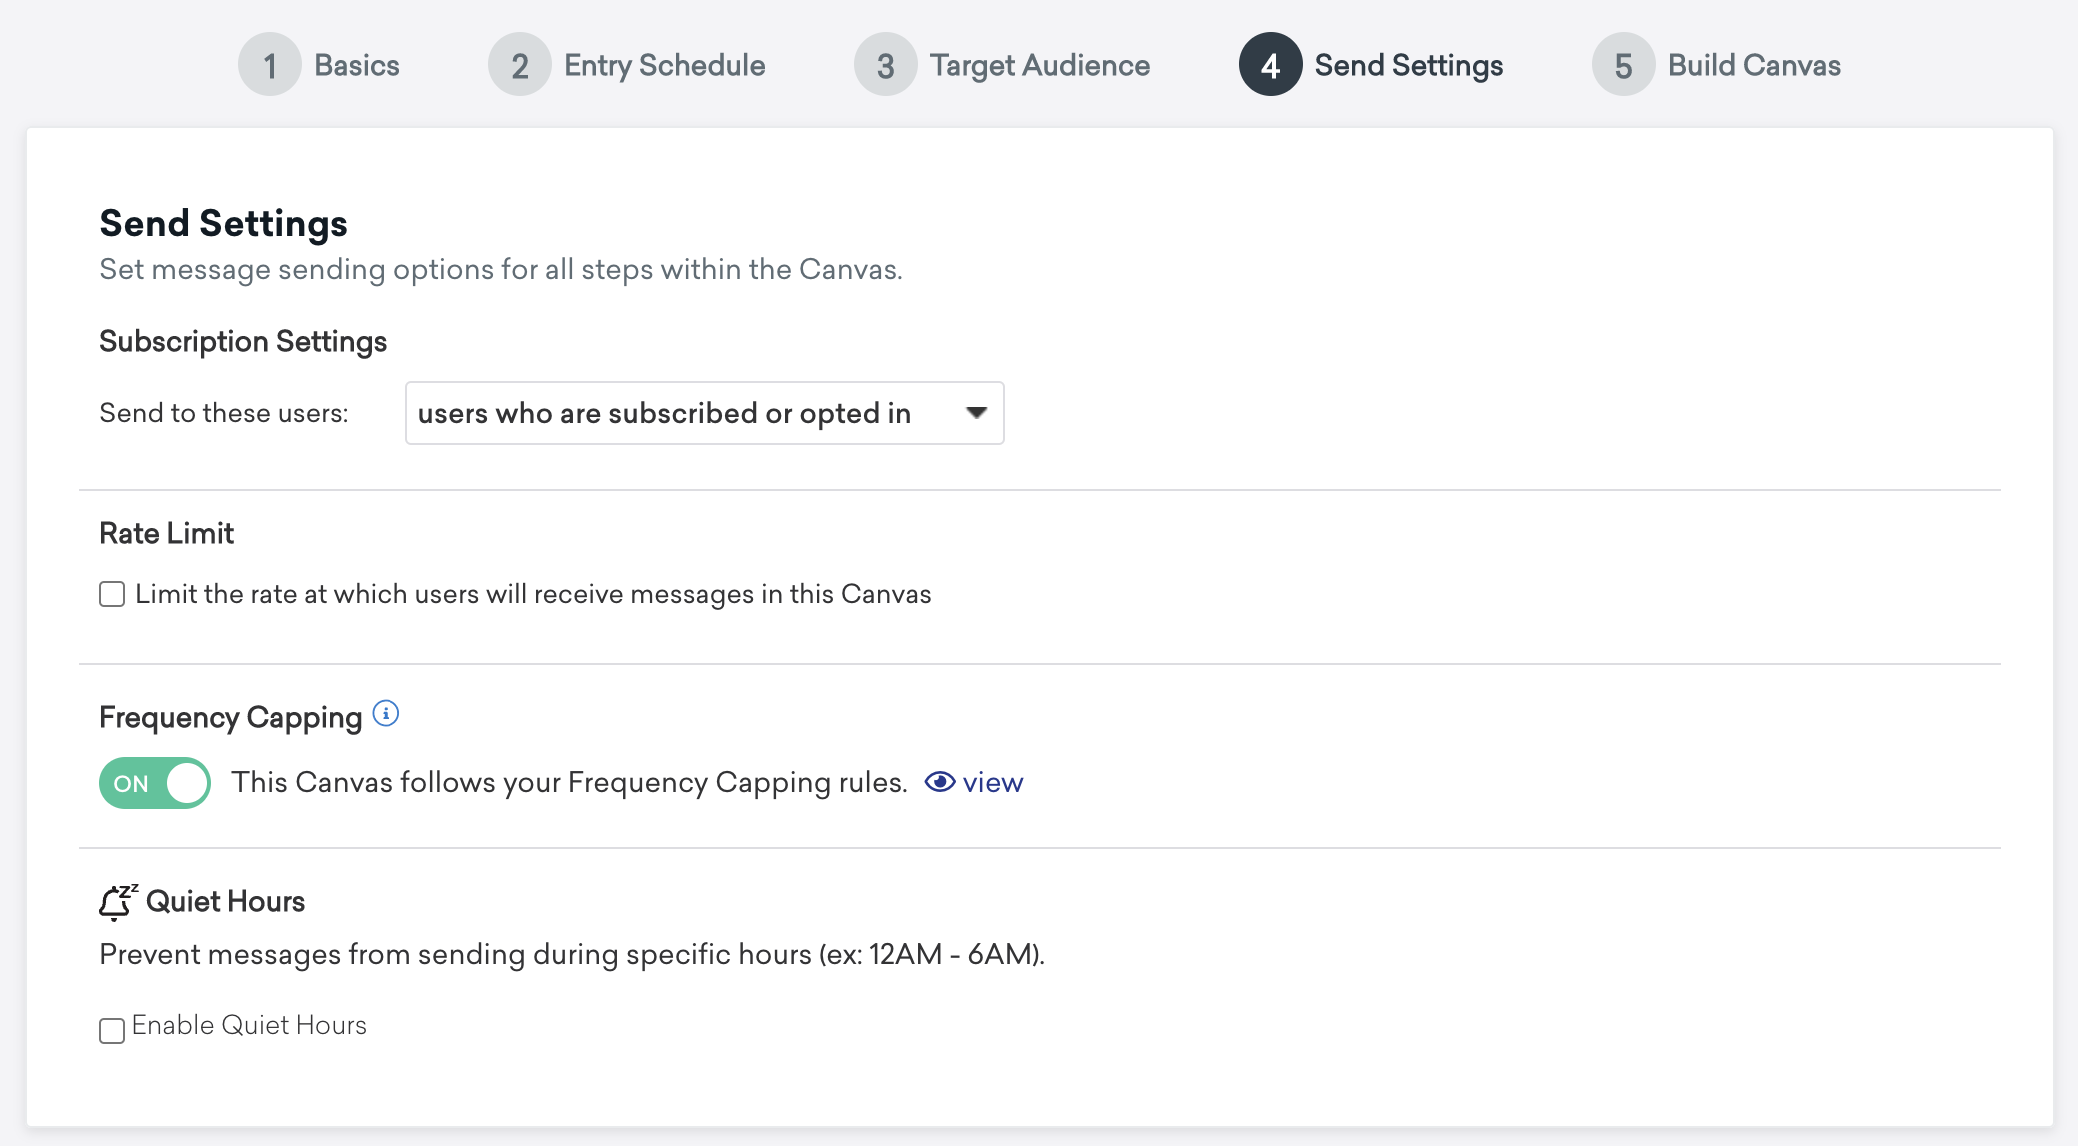 1 Basics 2 Entry Schedule 3 Target Audience 4 Send Settings 5 Build Canvas
Send Settings
Set message sending options for all steps within the Canvas.
Subscription Settings
Send to these users: users who are subscribed or opted in
Rate Limit
Limit the rate at which users will receive messages in this Canvas
Frequency Capping i
ON This Canvas follows your Frequency Capping rules. view
zz Quiet Hours
Prevent messages from sending during specific hours (ex: 12AM - 6AM).
Enable Quiet Hours